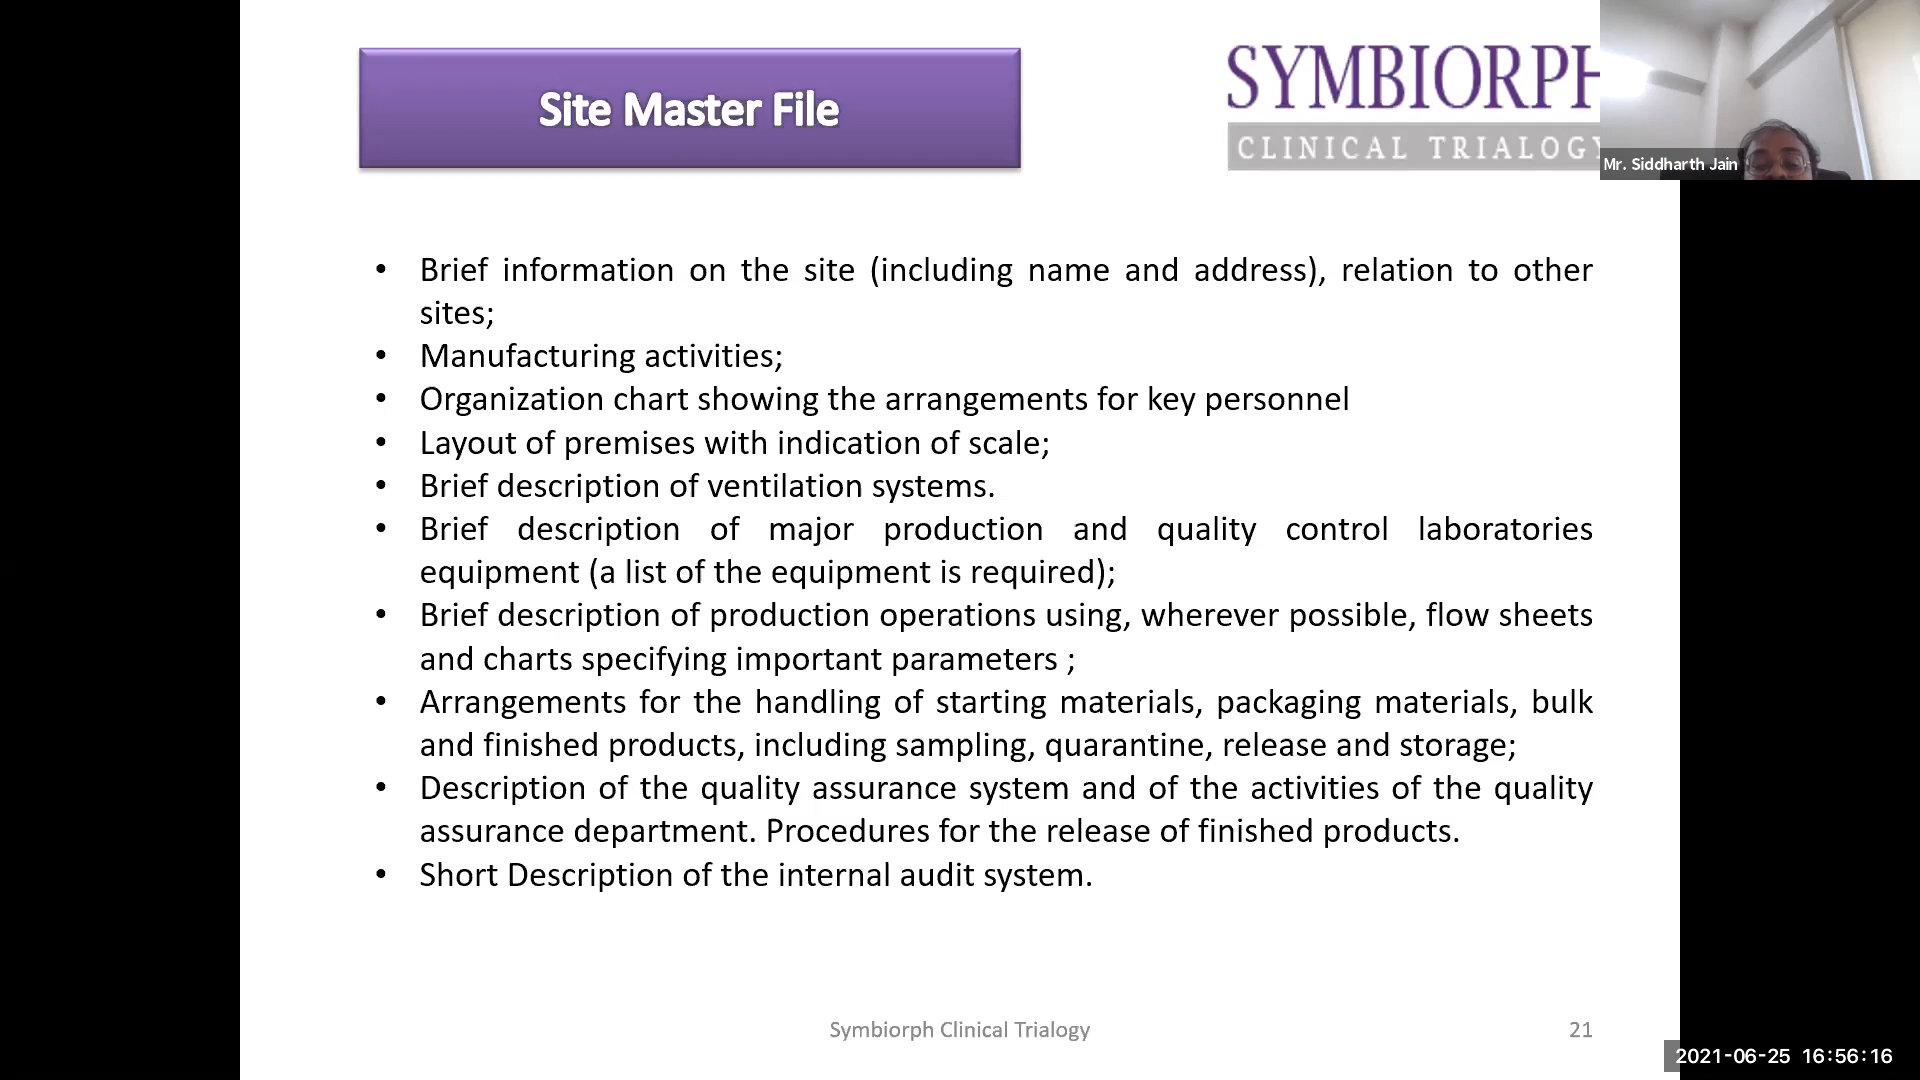 Site Master File
SYMBIORPH
CLINICAL TRIALOGY
Mr. Siddharth Jain
• Brief information on the site (including name and address), relation to other
sites;
• Manufacturing activities;
• Organization chart showing the arrangements for key personnel
• Layout of premises with indication of scale;
• Brief description of ventilation systems.
• Brief description of major production and quality control laboratories
equipment (a list of the equipment is required);
• Brief description of production operations using, wherever possible, flow sheets
and charts specifying important parameters ;
• Arrangements for the handling of starting materials, packaging materials, bulk
and finished products, including sampling, quarantine, release and storage;
• Description of the quality assurance system and of the activities of the quality
assurance department. Procedures for the release of finished products.
• Short Description of the internal audit system.
Symbiorph Clinical Trialogy
21
2021-06-25 16:56:16